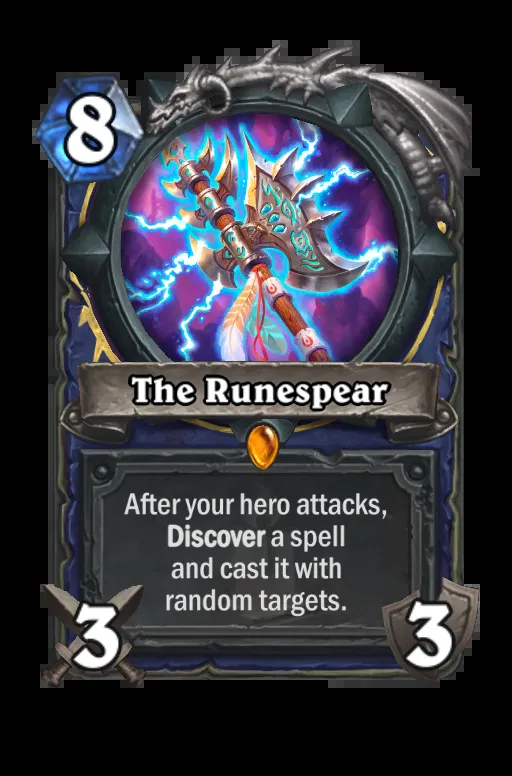 8
The Runespear
After your hero attacks,
Discover a spell
and cast it with
random targets.
3
3